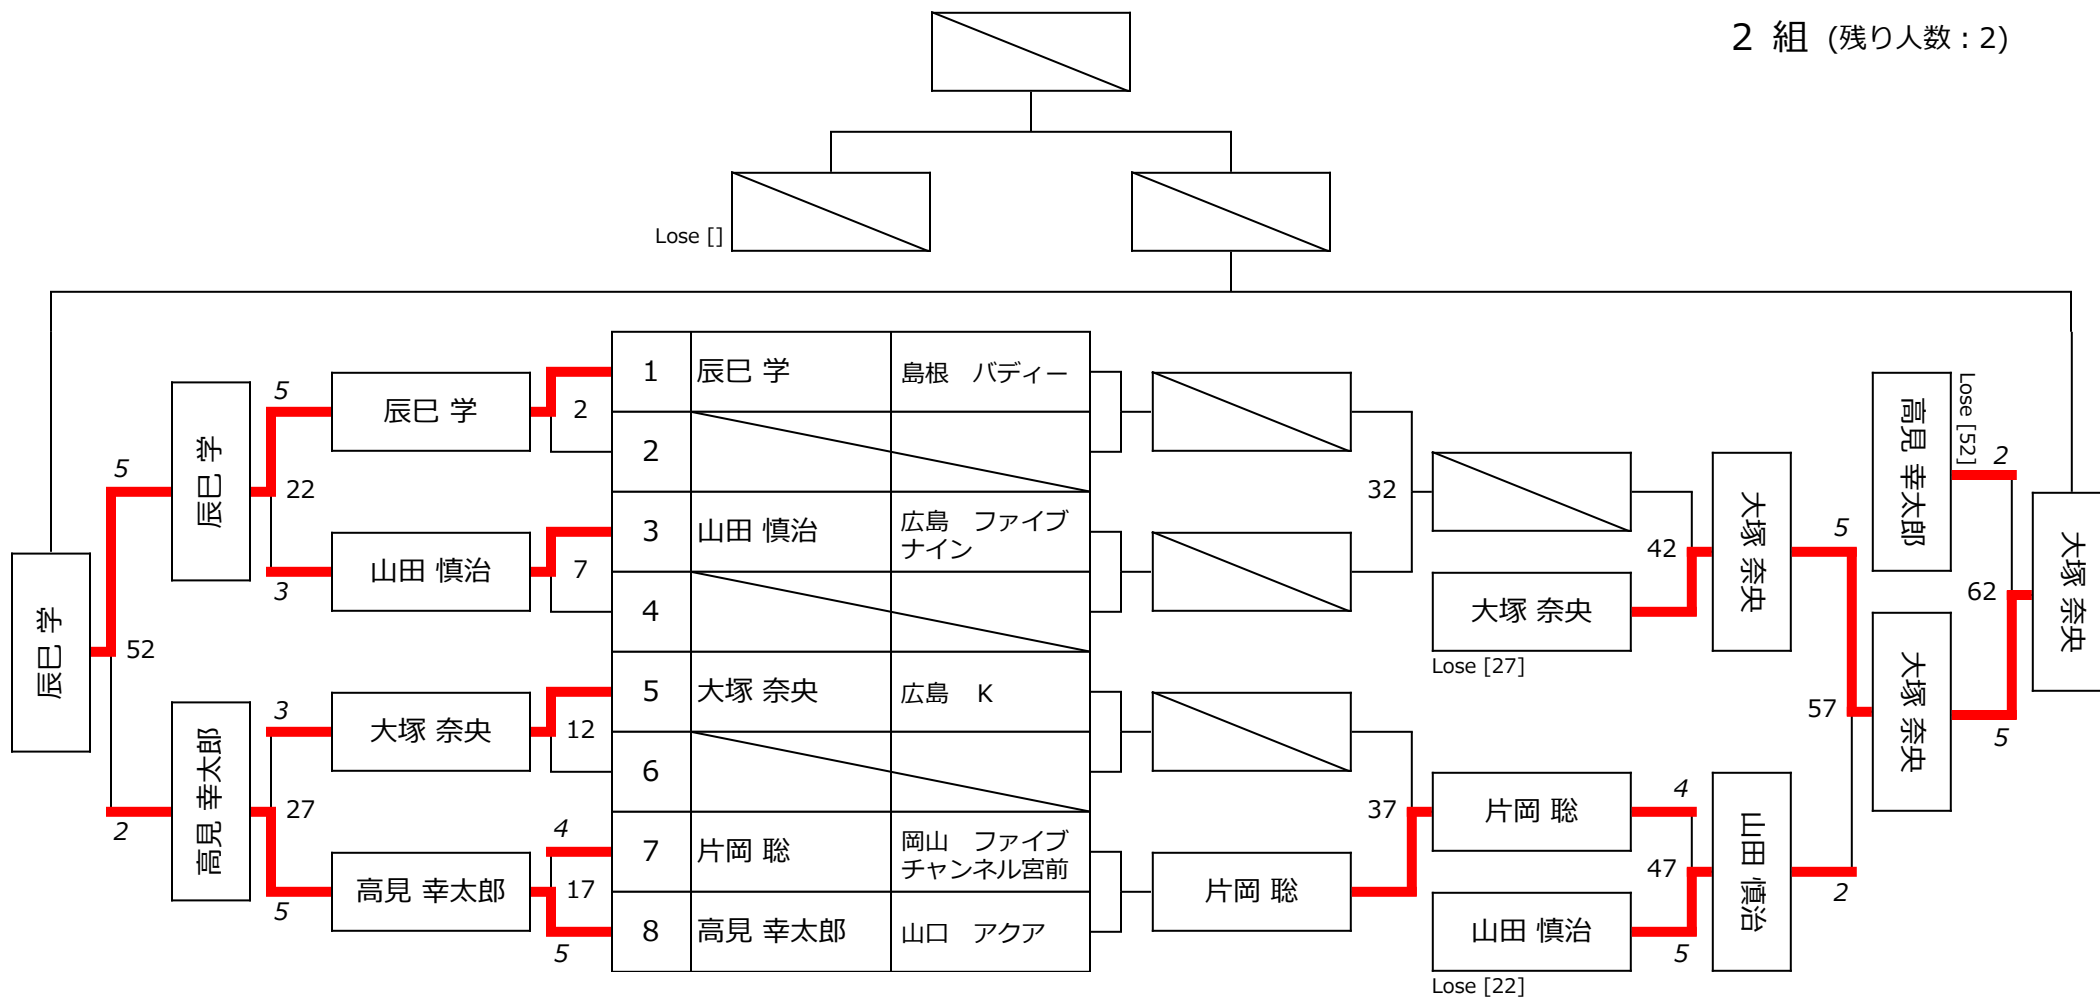 2 組 (残り人数 : 2)
Lose []
1 辰巳 学 島根 バディー
2
3 山田 慎治 広島 ファイブ
ナイン
4
5 大塚 奈央 広島 K
6
7 片岡 聡 岡山 ファイブ
チャンネル宮前
8 高見 幸太郎 山口 アクア
辰巳 学
5
2
52
辰巳 学
高見 幸太郎
5
3
22
3
5
27
辰巳 学
山田 慎治
大塚 奈央
高見 幸太郎
2
7
12
4
17
5
片岡 聡
32
37
大塚 奈央
Lose [27]
片岡 聡
山田 慎治
Lose [22]
42
4
47
5
大塚 奈央
山田 慎治
5
57
2
高見 幸太郎
Lose [52]
大塚 奈央
2
62
5
大塚 奈央